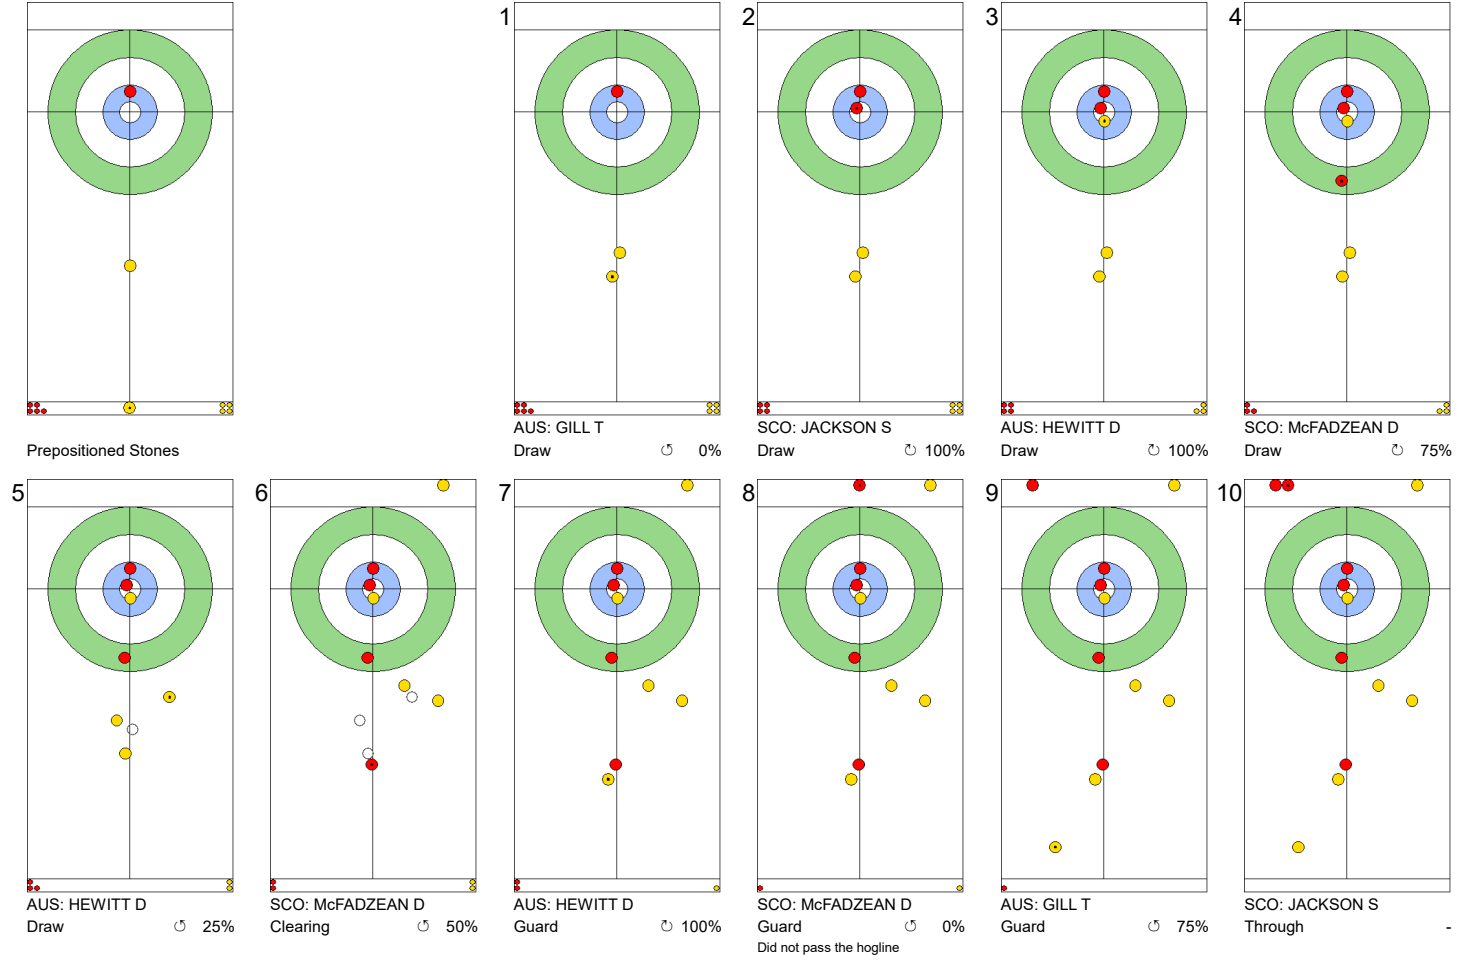 Prepositioned Stones
1
AUS: GILL T
Draw 0%
2
SCO: JACKSON S
Draw 100%
3
AUS: HEWITT D
Draw 100%
4
SCO: McFADZEAN D
Draw 75%
5
AUS: HEWITT D
Draw 25%
6
SCO: McFADZEAN D
Clearing 50%
7
AUS: HEWITT D
Guard 100%
8
SCO: McFADZEAN D
Guard 0%
Did not pass the hogline
9
AUS: GILL T
Guard 75%
10
SCO: JACKSON S
Through -